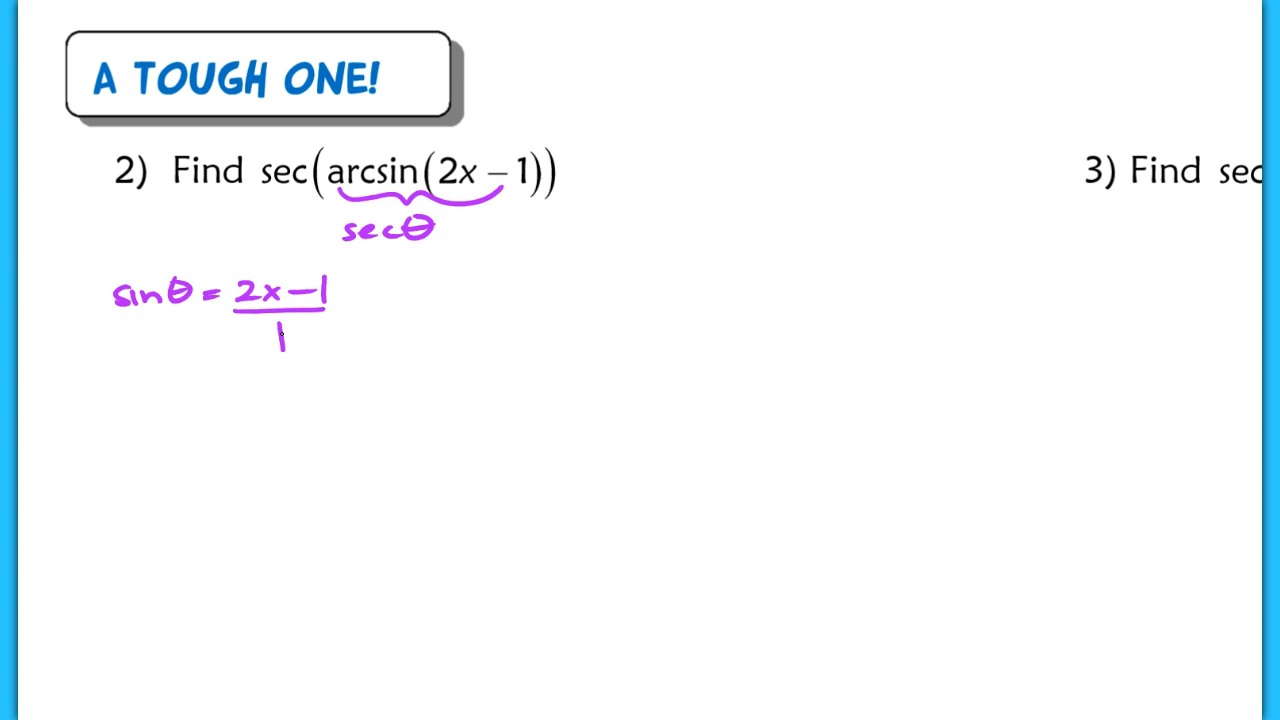 A TOUGH ONE!
2) Find sec(arcsin(2x – 1))
3) Find sec
secθ
sinθ = 2x – 1
1